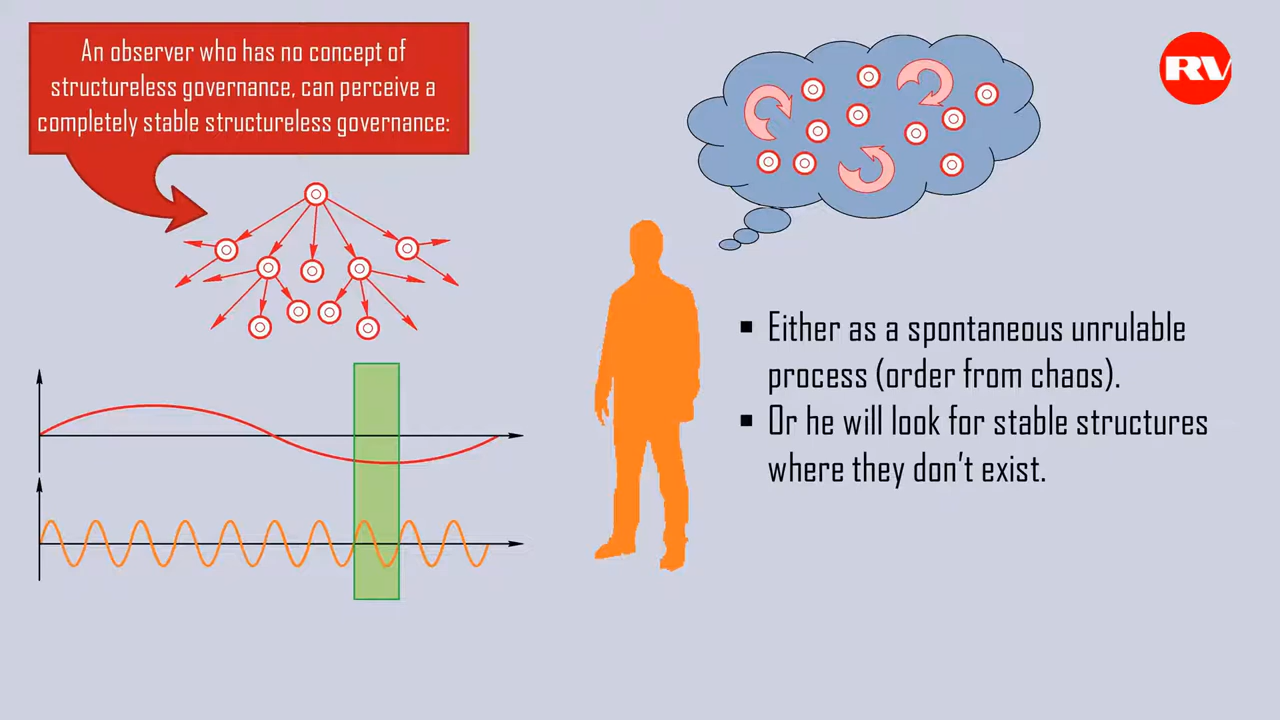 An observer who has no concept of
structureless governance, can perceive a
completely stable structureless governance:
RV
▪ Either as a spontaneous unrulable
process (order from chaos).
▪ Or he will look for stable structures
where they don't exist.